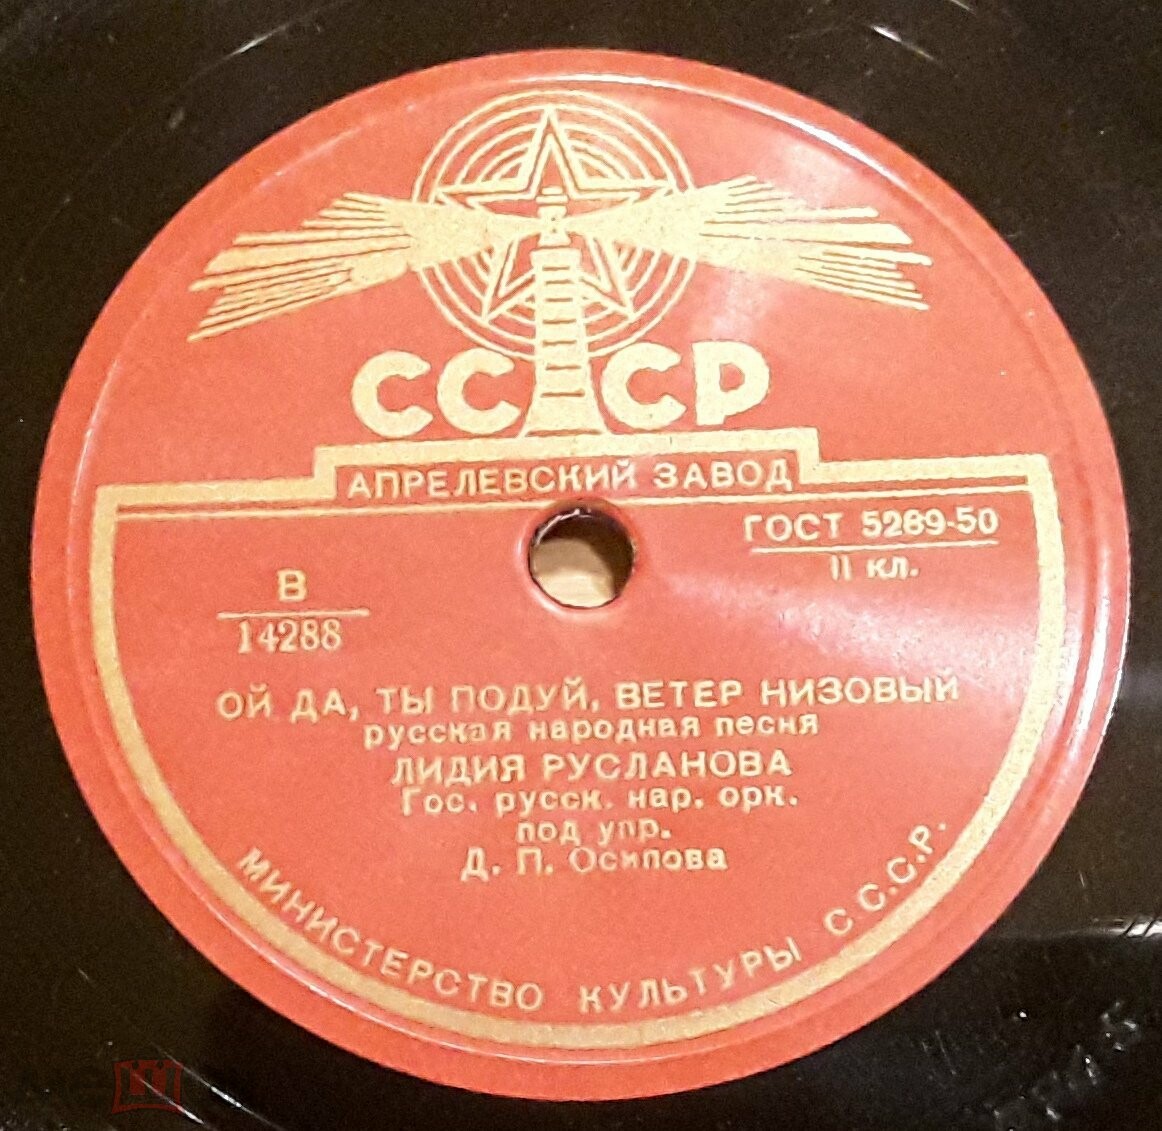 СССР
АПРЕЛЕВСКИЙ ЗАВОД
ГОСТ 5289-50
II кл.
В
14288
ОЙ ДА, ТЫ ПОДУЙ, ВЕТЕР НИЗОВЫЙ
русская народная песня
ЛИДИЯ РУСЛАНОВА
Гос. русск. нар. орк.
под упр.
Д. П. Осипова
МИНИСТЕРСТВО КУЛЬТУРЫ С.С.С.Р.